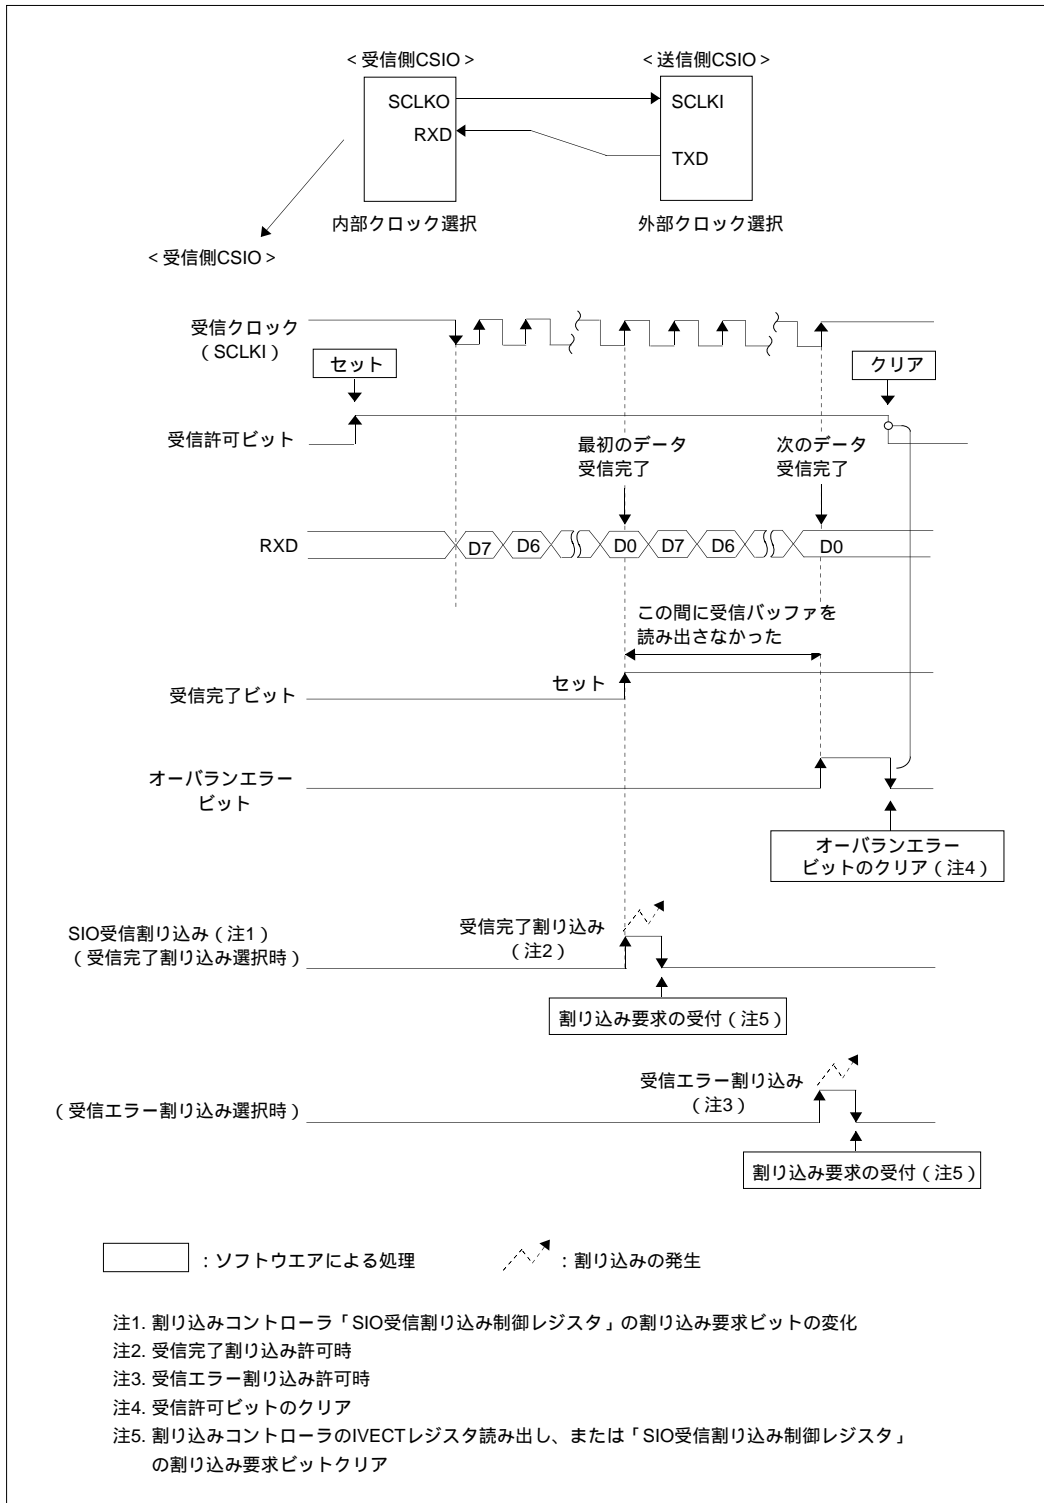 ＜受信側CSIO＞
＜送信側CSIO＞
SCLKO
RXD
SCLKI
TXD
内部クロック選択
外部クロック選択
＜受信側CSIO＞
受信クロック
（SCLKI）
セット
クリア
受信許可ビット
最初のデータ
受信完了
次のデータ
受信完了
RXD
D7
D6
D0
D7
D6
D0
この間に受信バッファを
読み出さなかった
受信完了ビット
セット
オーバランエラー
ビット
オーバランエラー
ビットのクリア（注4）
SIO受信割り込み（注1）
（受信完了割り込み選択時）
受信完了割り込み
（注2）
割り込み要求の受付（注5）
（受信エラー割り込み選択時）
受信エラー割り込み
（注3）
割り込み要求の受付（注5）
：ソフトウエアによる処理
：割り込みの発生
注1. 割り込みコントローラ「SIO受信割り込み制御レジスタ」の割り込み要求ビットの変化
注2. 受信完了割り込み許可時
注3. 受信エラー割り込み許可時
注4. 受信許可ビットのクリア
注5. 割り込みコントローラのIVECTレジスタ読み出し、または「SIO受信割り込み制御レジスタ」
の割り込み要求ビットクリア